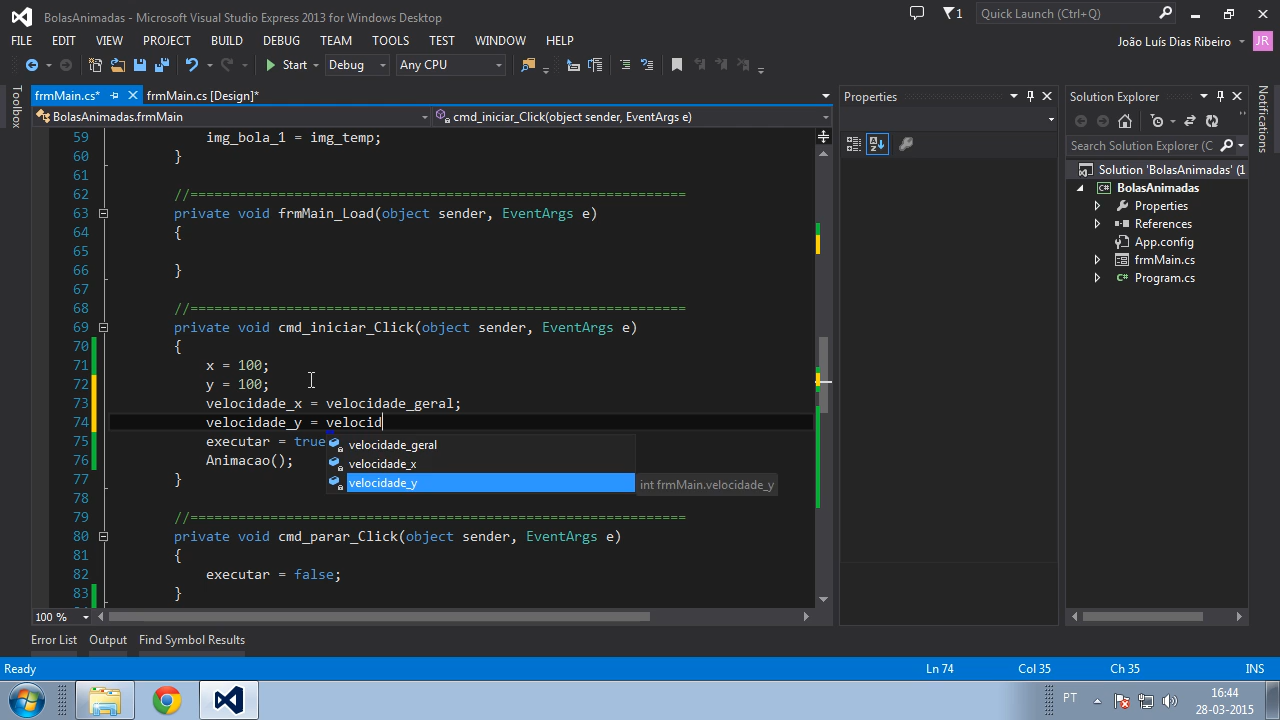 BolasAnimadas - Microsoft Visual Studio Express 2013 for Windows Desktop
1
Quick Launch (Ctrl+Q)
FILE EDIT VIEW PROJECT BUILD DEBUG TEAM TOOLS TEST WINDOW HELP
João Luís Dias Ribeiro
JR
Start
Debug
Any CPU
Toolbox
frmMain.cs*
frmMain.cs [Design]*
BolasAnimadas.frmMain
cmd_iniciar_Click(object sender, EventArgs e)
59 img_bola_1 = img_temp;
60 }
61
62 //==============================================================
63 private void frmMain_Load(object sender, EventArgs e)
64 {
65
66 }
67
68 //==============================================================
69 private void cmd_iniciar_Click(object sender, EventArgs e)
70 {
71 x = 100;
72 y = 100;
73 velocidade_x = velocidade_geral;
74 velocidade_y = velocid
75 executar = true
76 Animacao();
77 }
78
79 //==============================================================
80 private void cmd_parar_Click(object sender, EventArgs e)
81 {
82 executar = false;
83 }
velocidade_geral
velocidade_x
velocidade_y
int frmMain.velocidade_y
100 %
Properties
Solution Explorer
Search Solution Explorer (C
Solution 'BolasAnimadas' (1
BolasAnimadas
Properties
References
App.config
frmMain.cs
Program.cs
Notifications
Error List Output Find Symbol Results
Ready
Ln 74 Col 35 Ch 35 INS
PT
16:44
28-03-2015